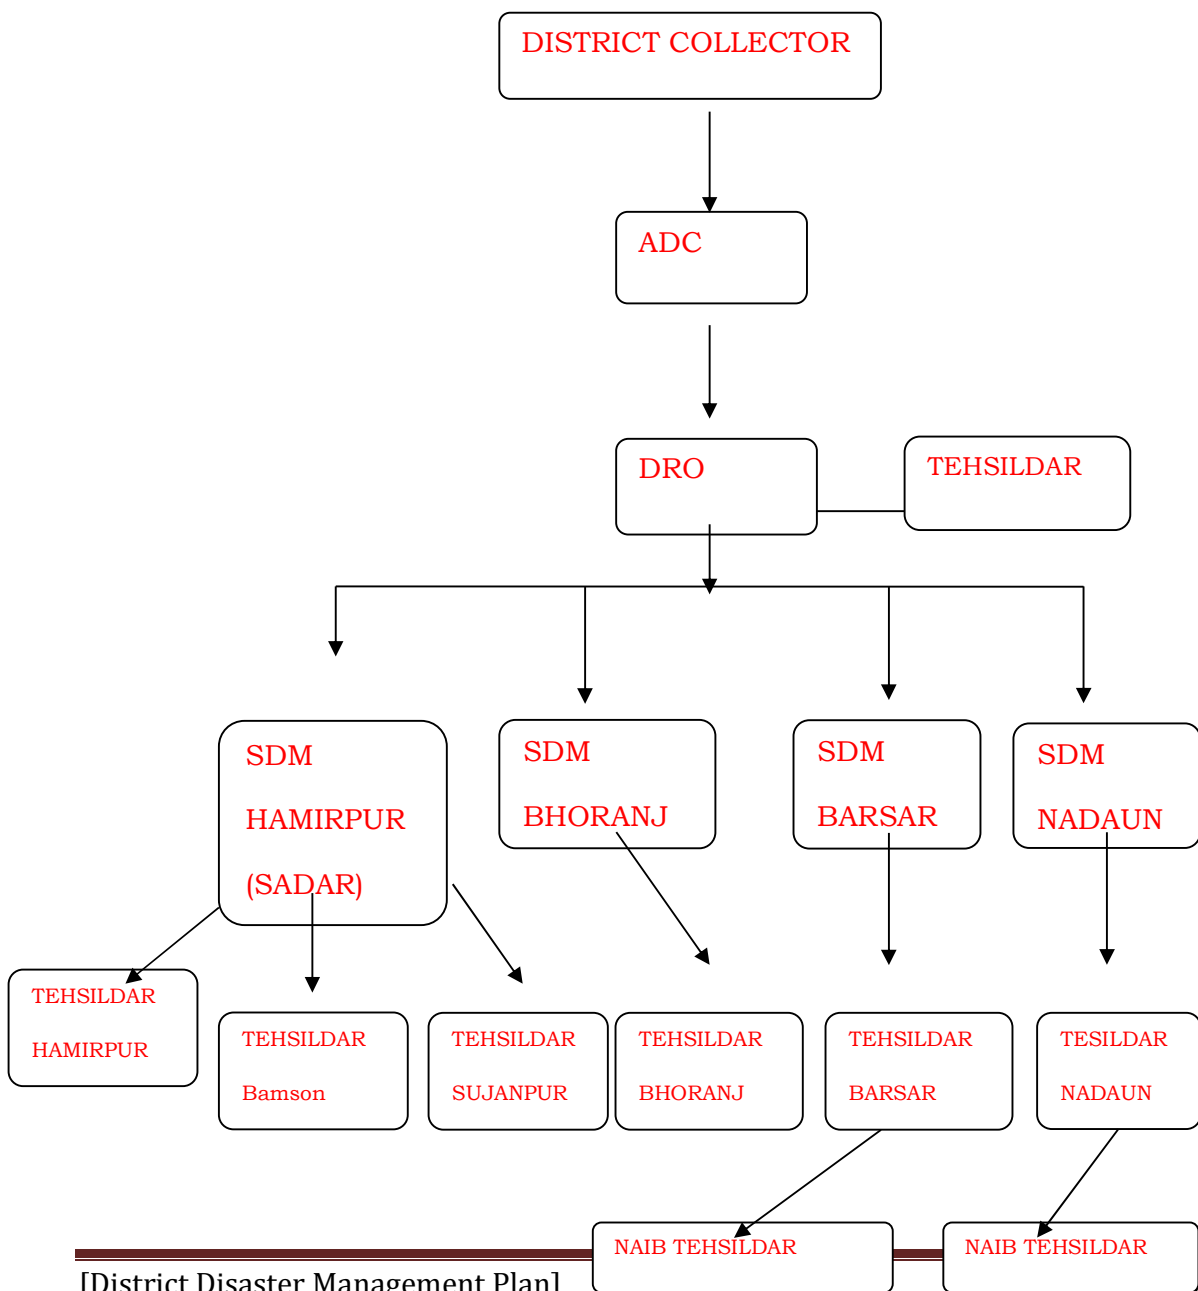 DISTRICT COLLECTOR
ADC
DRO
TEHSILDAR
SDM
HAMIRPUR
(SADAR)
SDM
BHORANJ
SDM
BARSAR
SDM
NADAUN
TEHSILDAR
HAMIRPUR
TEHSILDAR
Bamson
TEHSILDAR
SUJANPUR
TEHSILDAR
BHORANJ
TEHSILDAR
BARSAR
TESILDAR
NADAUN
NAIB TEHSILDAR
NAIB TEHSILDAR
[District Disaster Management Plan]